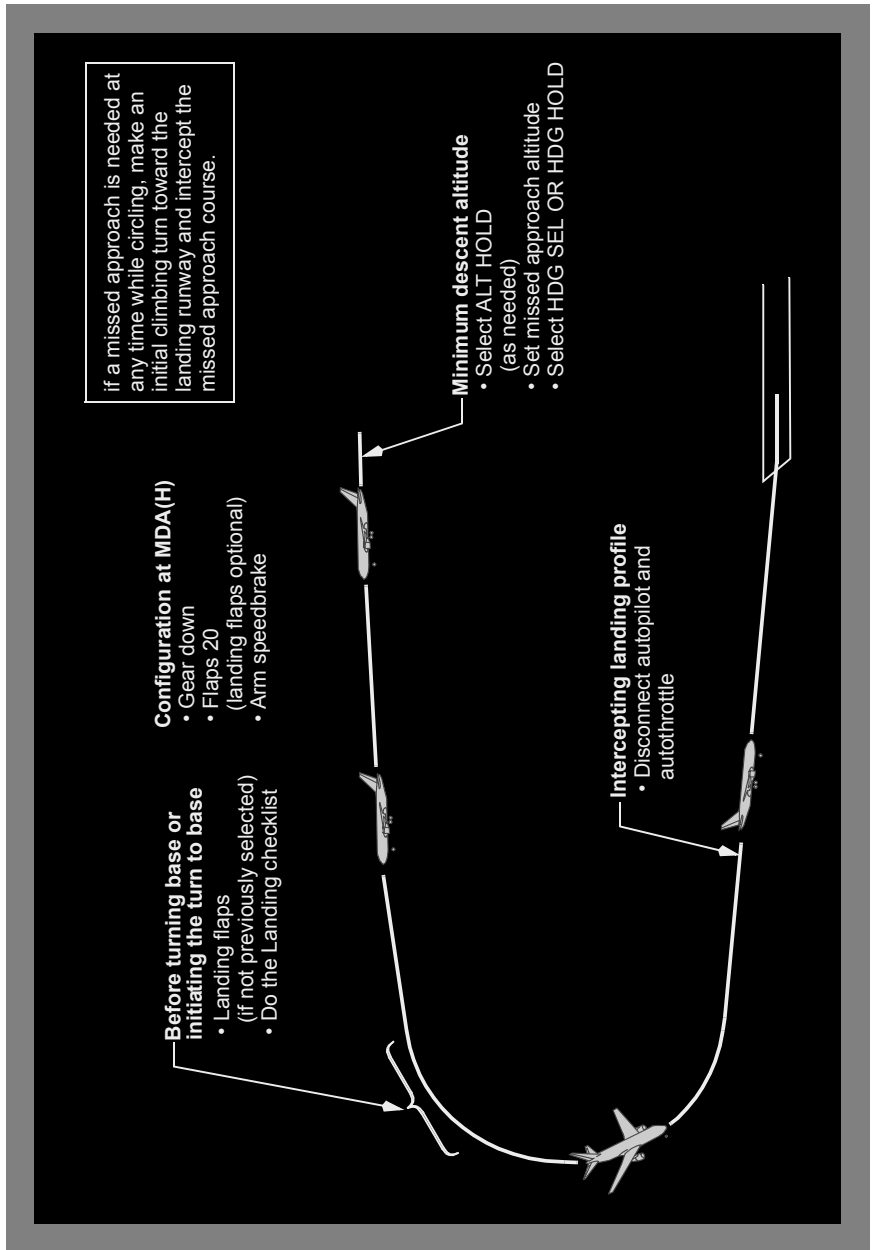 if a missed approach is needed at
any time while circling, make an
initial climbing turn toward the
landing runway and intercept the
missed approach course.
Before turning base or
initiating the turn to base
• Landing flaps
(if not previously selected)
• Do the Landing checklist
Configuration at MDA(H)
• Gear down
• Flaps 20
(landing flaps optional)
• Arm speedbrake
Minimum descent altitude
• Select ALT HOLD
(as needed)
• Set missed approach altitude
• Select HDG SEL OR HDG HOLD
Intercepting landing profile
• Disconnect autopilot and
autothrottle